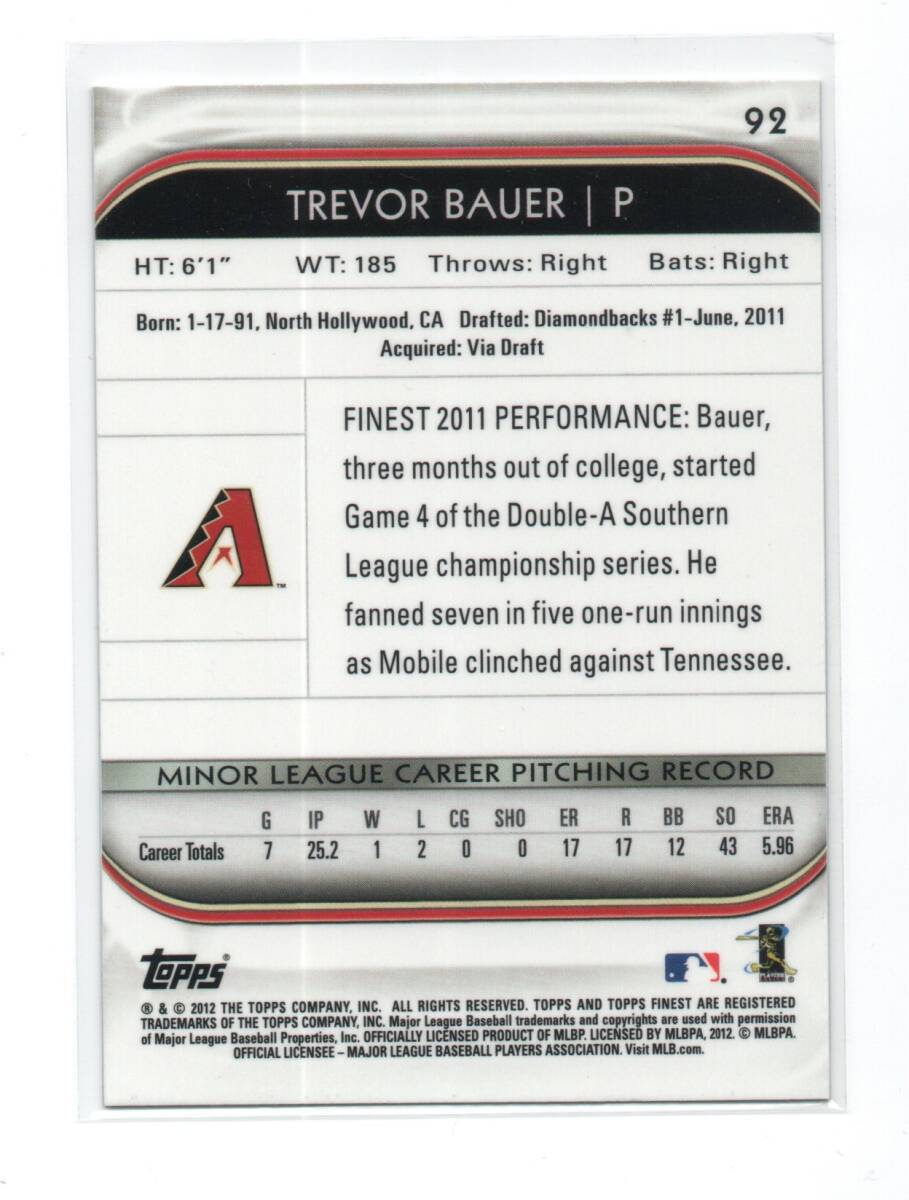 92
TREVOR BAUER | P
HT: 6'1" WT: 185 Throws: Right Bats: Right
Born: 1-17-91, North Hollywood, CA Drafted: Diamondbacks #1-June, 2011
Acquired: Via Draft
FINEST 2011 PERFORMANCE: Bauer,
three months out of college, started
Game 4 of the Double-A Southern
League championship series. He
fanned seven in five one-run innings
as Mobile clinched against Tennessee.
A™
MINOR LEAGUE CAREER PITCHING RECORD
G IP W L CG SHO ER R BB SO ERA
Career Totals 7 25.2 1 2 0 0 17 17 12 43 5.96
topps®
® & © 2012 THE TOPPS COMPANY, INC. ALL RIGHTS RESERVED. TOPPS AND TOPPS FINEST ARE REGISTERED
TRADEMARKS OF THE TOPPS COMPANY, INC. Major League Baseball trademarks and copyrights are used with permission
of Major League Baseball Properties, Inc. OFFICIALLY LICENSED PRODUCT OF MLBP. LICENSED BY MLBPA, 2012. © MLBPA.
OFFICIAL LICENSEE – MAJOR LEAGUE BASEBALL PLAYERS ASSOCIATION. Visit MLB.com.